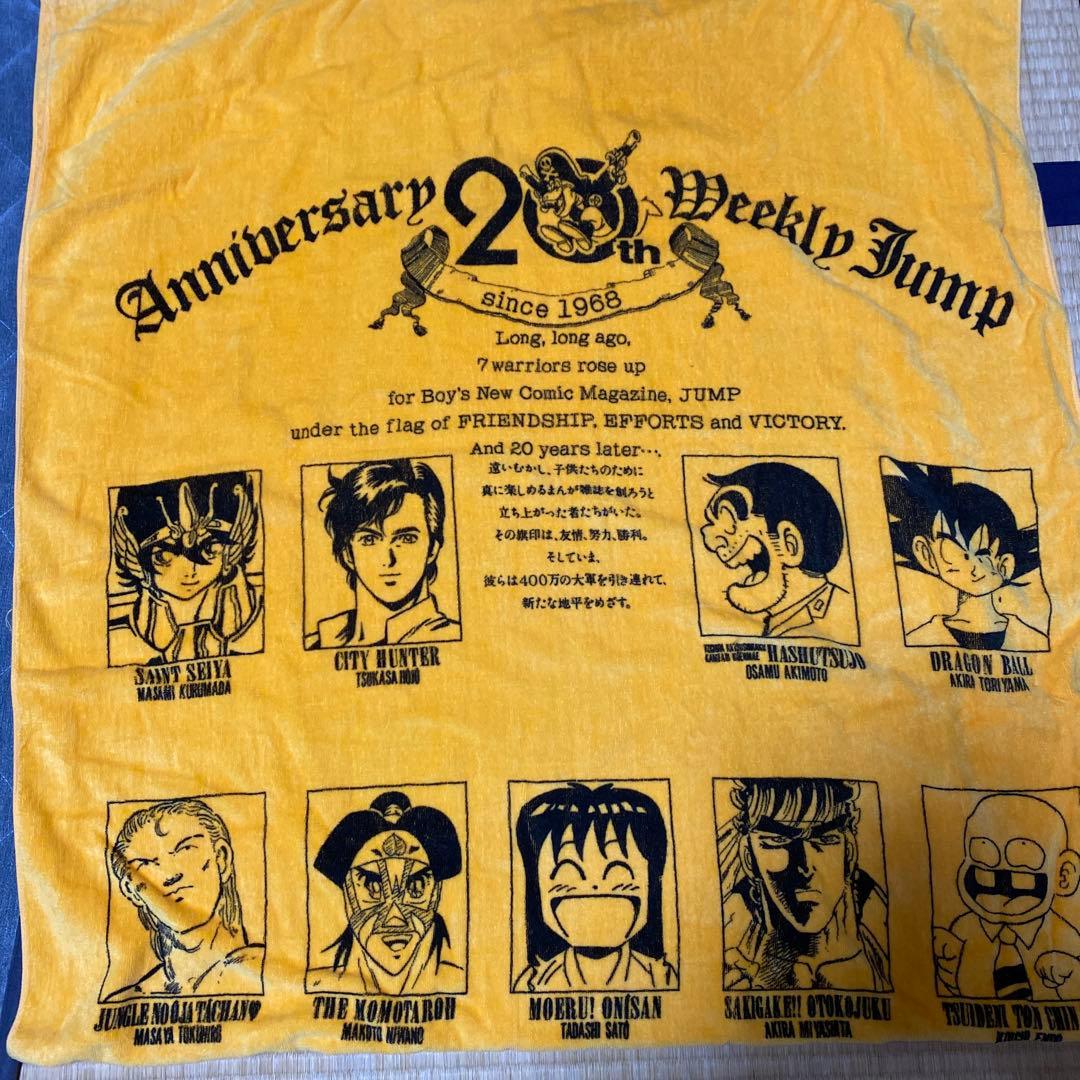 Anniversary 20th Weekly Jump
since 1968
Long, long ago,
7 warriors rose up
for Boy's New Comic Magazine, JUMP
under the flag of FRIENDSHIP, EFFORTS and VICTORY.
And 20 years later…,
遠いむかし、子供たちのために
真に楽しめるまんが雑誌を創ろうと
立ち上がった者たちがいた。
その旗印は、友情、努力、勝利。
そしていま、
彼らは400万の大軍を引き連れて、
新たな地平をめざす。
SAINT SEIYA
MASAMI KURUMADA
CITY HUNTER
TSUKASA HOJO
HASHUTSUJO
OSAMU AKIMOTO
DRAGON BALL
AKIRA TORIYAMA
JUNGLE NO OJA TACHAN♥
MASAYA TOKUHIRO
THE MOMOTAROH
MAKOTO NIWANO
MOERU! ONISAN
TADASHI SATO
SAKIGAKE!! OTOKOJUKU
AKIRA MIYASHITA
TSUIDENI TONCHIN